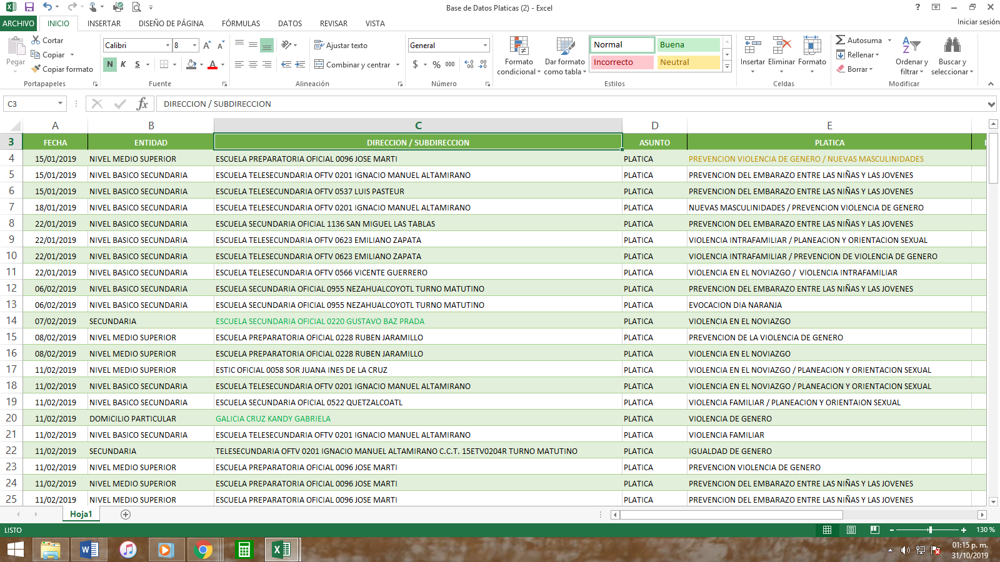 Base de Datos Platicas (2) - Excel
Iniciar sesión
ARCHIVO INICIO INSERTAR DISEÑO DE PÁGINA FÓRMULAS DATOS REVISAR VISTA
Pegar
Cortar
Copiar
Copiar formato
Portapapeles
Calibri 8
N K S
Fuente
Ajustar texto
Combinar y centrar
Alineación
General
$ % 000
Número
Formato condicional
Dar formato como tabla
Normal Buena
Incorrecto Neutral
Estilos
Insertar Eliminar Formato
Celdas
Autosuma
Rellenar
Borrar
Ordenar y filtrar
Buscar y seleccionar
Modificar
C3 fx DIRECCION / SUBDIRECCION
A B C D E
3 FECHA ENTIDAD DIRECCION / SUBDIRECCION ASUNTO PLATICA
4 15/01/2019 NIVEL MEDIO SUPERIOR ESCUELA PREPARATORIA OFICIAL 0096 JOSE MARTI PLATICA PREVENCION VIOLENCIA DE GENERO / NUEVAS MASCULINIDADES
5 15/01/2019 NIVEL BASICO SECUNDARIA ESCUELA TELESECUNDARIA OFTV 0201 IGNACIO MANUEL ALTAMIRANO PLATICA PREVENCION DEL EMBARAZO ENTRE LAS NIÑAS Y LAS JOVENES
6 15/01/2019 NIVEL BASICO SECUNDARIA ESCUELA TELESECUNDARIA OFTV 0537 LUIS PASTEUR PLATICA PREVENCION DEL EMBARAZO ENTRE LAS NIÑAS Y LAS JOVENES
7 18/01/2019 NIVEL BASICO SECUNDARIA ESCUELA TELESECUNDARIA OFTV 0201 IGNACIO MANUEL ALTAMIRANO PLATICA NUEVAS MASCULINIDADES / PREVENCION VIOLENCIA DE GENERO
8 22/01/2019 NIVEL BASICO SECUNDARIA ESCUELA SECUNDARIA OFICIAL 1136 SAN MIGUEL LAS TABLAS PLATICA PREVENCION DEL EMBARAZO ENTRE LAS NIÑAS Y LAS JOVENES
9 22/01/2019 NIVEL BASICO SECUNDARIA ESCUELA TELESECUNDARIA OFTV 0623 EMILIANO ZAPATA PLATICA VIOLENCIA INTRAFAMILIAR / PLANEACION Y ORIENTACION SEXUAL
10 22/01/2019 NIVEL BASICO SECUNDARIA ESCUELA TELESECUNDARIA OFTV 0623 EMILIANO ZAPATA PLATICA VIOLENCIA INTRAFAMILIAR / PREVENCION DE VIOLENCIA DE GENERO
11 22/01/2019 NIVEL BASICO SECUNDARIA ESCUELA TELESECUNDARIA OFTV 0566 VICENTE GUERRERO PLATICA VIOLENCIA EN EL NOVIAZGO / VIOLENCIA INTRAFAMILIAR
12 06/02/2019 NIVEL BASICO SECUNDARIA ESCUELA SECUNDARIA OFICIAL 0955 NEZAHUALCOYOTL TURNO MATUTINO PLATICA PREVENCION DEL EMBARAZO ENTRE LAS NIÑAS Y LAS JOVENES
13 06/02/2019 NIVEL BASICO SECUNDARIA ESCUELA SECUNDARIA OFICIAL 0955 NEZAHUALCOYOTL TURNO MATUTINO PLATICA EVOCACION DIA NARANJA
14 07/02/2019 SECUNDARIA ESCUELA SECUNDARIA OFICIAL 0220 GUSTAVO BAZ PRADA PLATICA VIOLENCIA EN EL NOVIAZGO
15 08/02/2019 NIVEL MEDIO SUPERIOR ESCUELA PREPARATORIA OFICIAL 0228 RUBEN JARAMILLO PLATICA PREVENCION DE LA VIOLENCIA DE GENERO
16 08/02/2019 NIVEL MEDIO SUPERIOR ESCUELA PREPARATORIA OFICIAL 0228 RUBEN JARAMILLO PLATICA VIOLENCIA EN EL NOVIAZGO
17 11/02/2019 NIVEL MEDIO SUPERIOR ESTIC OFICIAL 0058 SOR JUANA INES DE LA CRUZ PLATICA VIOLENCIA EN EL NOVIAZGO / PLANEACION Y ORIENTACION SEXUAL
18 11/02/2019 NIVEL BASICO SECUNDARIA ESCUELA TELESECUNDARIA OFTV 0201 IGNACIO MANUEL ALTAMIRANO PLATICA VIOLENCIA EN EL NOVIAZGO / PLANEACION Y ORIENTACION SEXUAL
19 11/02/2019 NIVEL BASICO SECUNDARIA ESCUELA SECUNDARIA OFICIAL 0522 QUETZALCOATL PLATICA VIOLENCIA FAMILIAR / PLANEACION Y ORIENTAION SEXUAL
20 11/02/2019 DOMICILIO PARTICULAR GALICIA CRUZ KANDY GABRIELA PLATICA VIOLENCIA DE GENERO
21 11/02/2019 NIVEL BASICO SECUNDARIA ESCUELA TELESECUNDARIA OFTV 0201 IGNACIO MANUEL ALTAMIRANO PLATICA VIOLENCIA FAMILIAR
22 11/02/2019 SECUNDARIA TELESECUNDARIA OFTV 0201 IGNACIO MANUEL ALTAMIRANO C.C.T. 15ETV0204R TURNO MATUTINO PLATICA IGUALDAD DE GENERO
23 11/02/2019 NIVEL MEDIO SUPERIOR ESCUELA PREPARATORIA OFICIAL 0096 JOSE MARTI PLATICA PREVENCION VIOLENCIA DE GENERO
24 11/02/2019 NIVEL MEDIO SUPERIOR ESCUELA PREPARATORIA OFICIAL 0096 JOSE MARTI PLATICA PREVENCION DEL EMBARAZO ENTRE LAS NIÑAS Y LAS JOVENES
25 11/02/2019 NIVEL MEDIO SUPERIOR ESCUELA PREPARATORIA OFICIAL 0096 JOSE MARTI PLATICA PREVENCION DEL EMBARAZO ENTRE LAS NIÑAS Y LAS JOVENES
Hoja1
LISTO
130 %
01:15 p. m.
31/10/2019